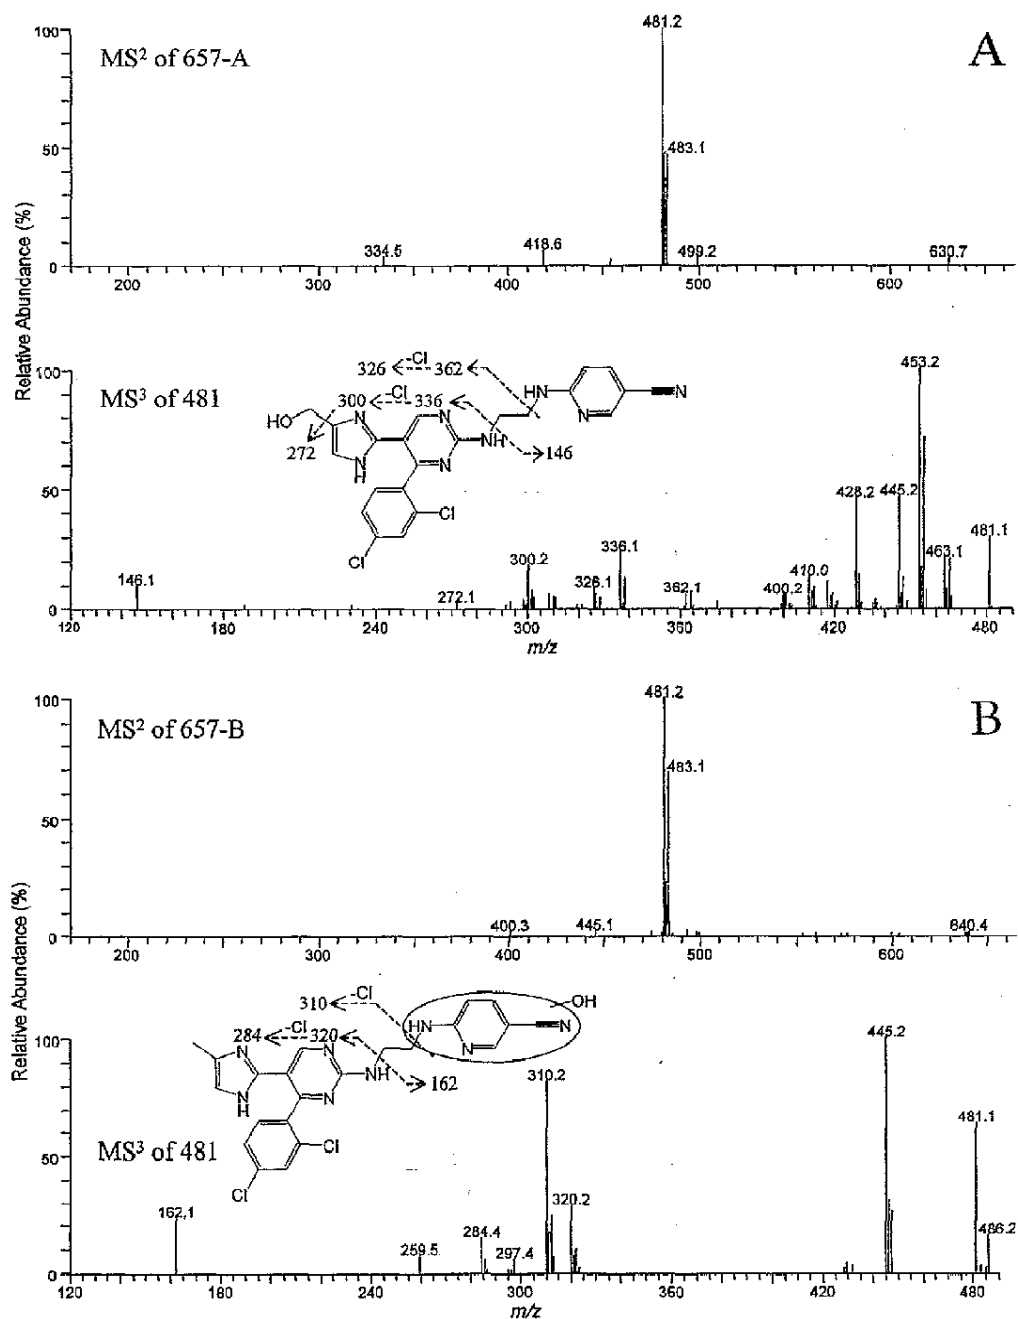 A
MS² of 657-A
Relative Abundance (%)
100
50
0
481.2
483.1
334.5
418.6
499.2
630.7
200
300
400
500
600
MS³ of 481
100
50
0
326
-Cl
362
300
-Cl
336
272
146
HO
N
N
H
N
N
NH
HN
N
N
Cl
Cl
146.1
272.1
300.2
326.1
336.1
362.1
400.2
410.0
428.2
445.2
453.2
463.1
481.1
120
180
240
300
360
420
480
m/z
B
MS² of 657-B
Relative Abundance (%)
100
50
0
481.2
483.1
400.3
445.1
640.4
200
300
400
500
600
MS³ of 481
100
50
0
310
-Cl
284
-Cl
320
162
OH
HN
N
N
N
N
H
N
N
NH
Cl
Cl
162.1
259.5
284.4
297.4
310.2
320.2
445.2
481.1
486.2
120
180
240
300
360
420
480
m/z